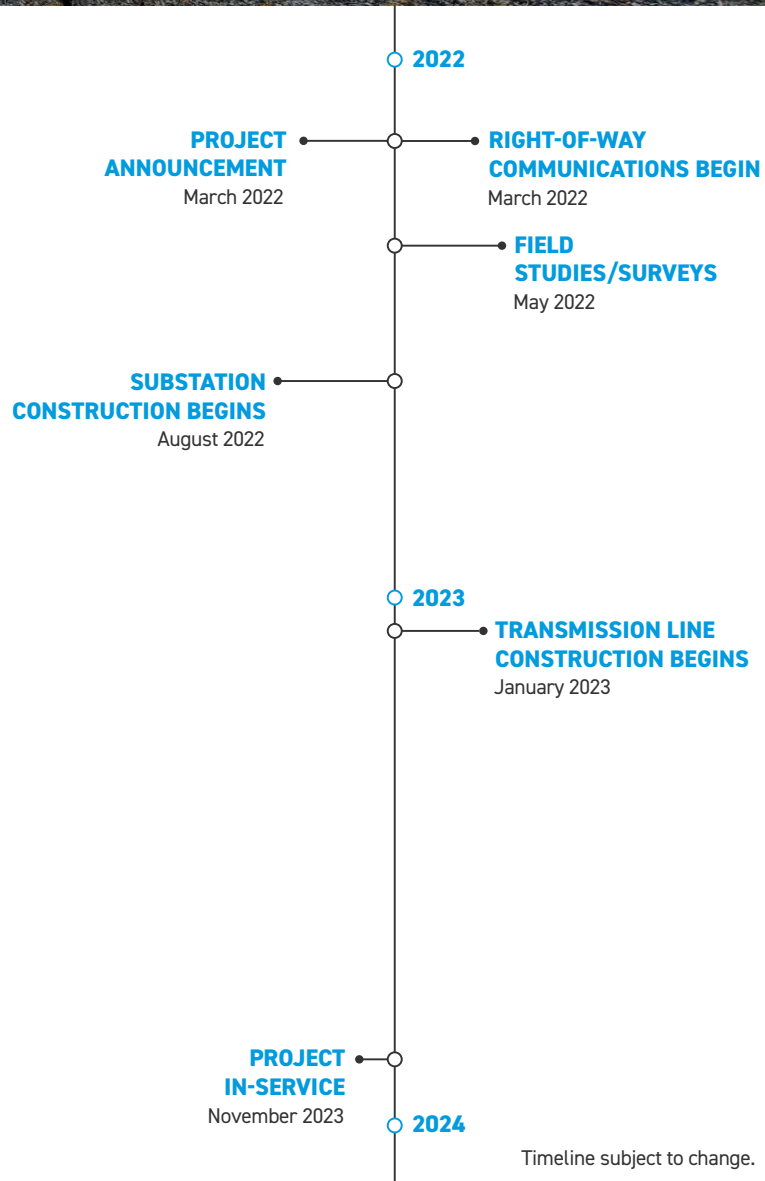 2022
PROJECT
ANNOUNCEMENT
March 2022
RIGHT-OF-WAY
COMMUNICATIONS BEGIN
March 2022
FIELD
STUDIES/SURVEYS
May 2022
SUBSTATION
CONSTRUCTION BEGINS
August 2022
2023
TRANSMISSION LINE
CONSTRUCTION BEGINS
January 2023
PROJECT
IN-SERVICE
November 2023
2024
Timeline subject to change.